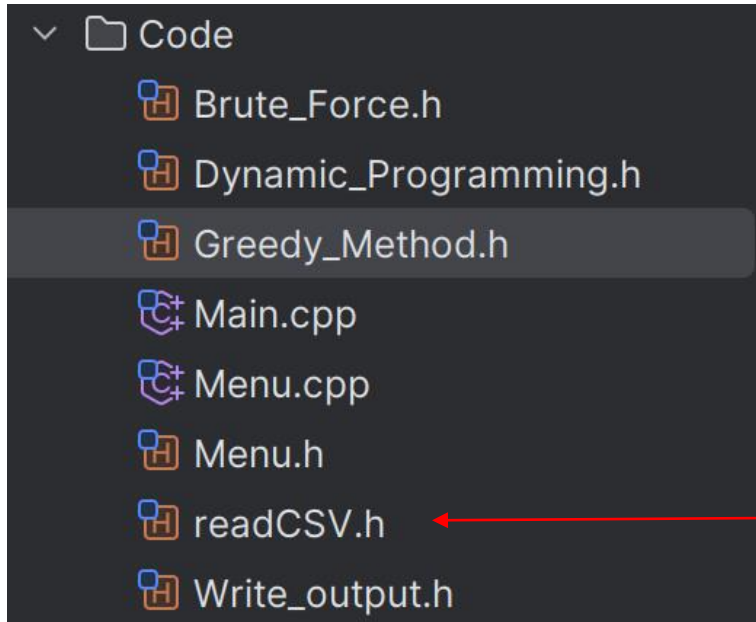 Code
Brute_Force.h
Dynamic_Programming.h
Greedy_Method.h
Main.cpp
Menu.cpp
Menu.h
readCSV.h
Write_output.h